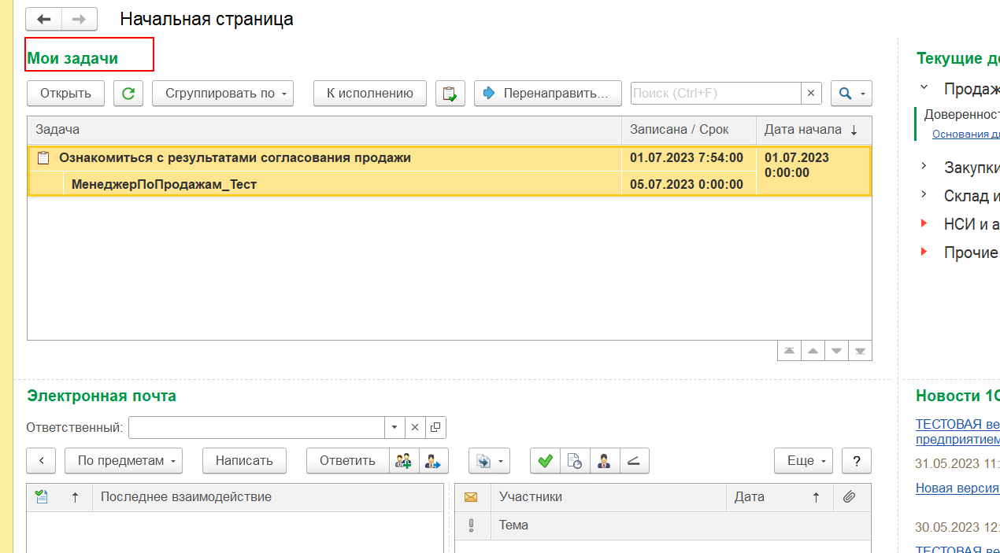 Начальная страница
Мои задачи
Открыть
Сгруппировать по
К исполнению
Перенаправить...
Поиск (Ctrl+F)
Задача
Записана / Срок
Дата начала ↓
Ознакомиться с результатами согласования продажи
01.07.2023 7:54:00
01.07.2023
0:00:00
МенеджерПоПродажам_Тест
05.07.2023 0:00:00
Электронная почта
Ответственный:
По предметам
Написать
Ответить
Еще
?
Последнее взаимодействие
Участники
Дата
Тема
Текущие д
Продаж
Довереннос
Основания д
Закупки
Склад и
НСИ и а
Прочие
Новости 1С
ТЕСТОВАЯ ве
предприятием
31.05.2023 11:
Новая версия
30.05.2023 12:
ТЕСТОВАЯ ве